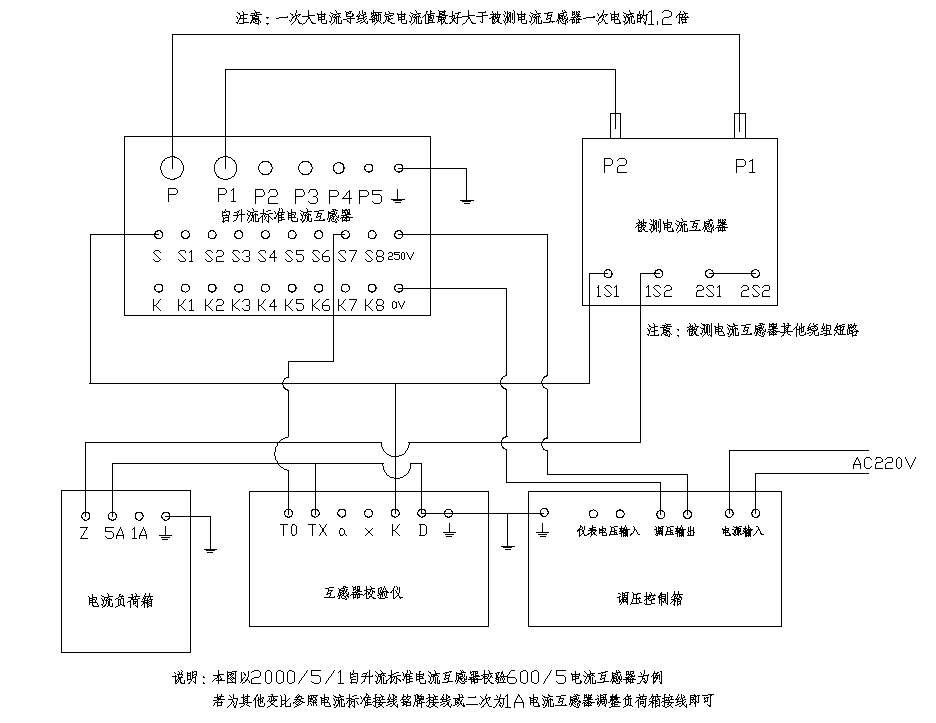 注意：一次大电流导线额定电流值最好大于被测电流互感器一次电流的1.2倍
P P1 P2 P3 P4 P5 ⏚
自升流标准电流互感器
S S1 S2 S3 S4 S5 S6 S7 S8 250V
K K1 K2 K3 K4 K5 K6 K7 K8 0V
P2 P1
被测电流互感器
1S1 1S2 2S1 2S2
注意：被测电流互感器其他绕组短路
AC220V
Z 5A 1A ⏚
电流负荷箱
T0 TX a x K D ⏚
互感器校验仪
⏚ 仪表电压输入 调压输出 电源输入
调压控制箱
说明：本图以2000/5/1自升流标准电流互感器校验600/5电流互感器为例
若为其他变比参照电流标准接线铭牌接线或二次为1A电流互感器调整负荷箱接线即可